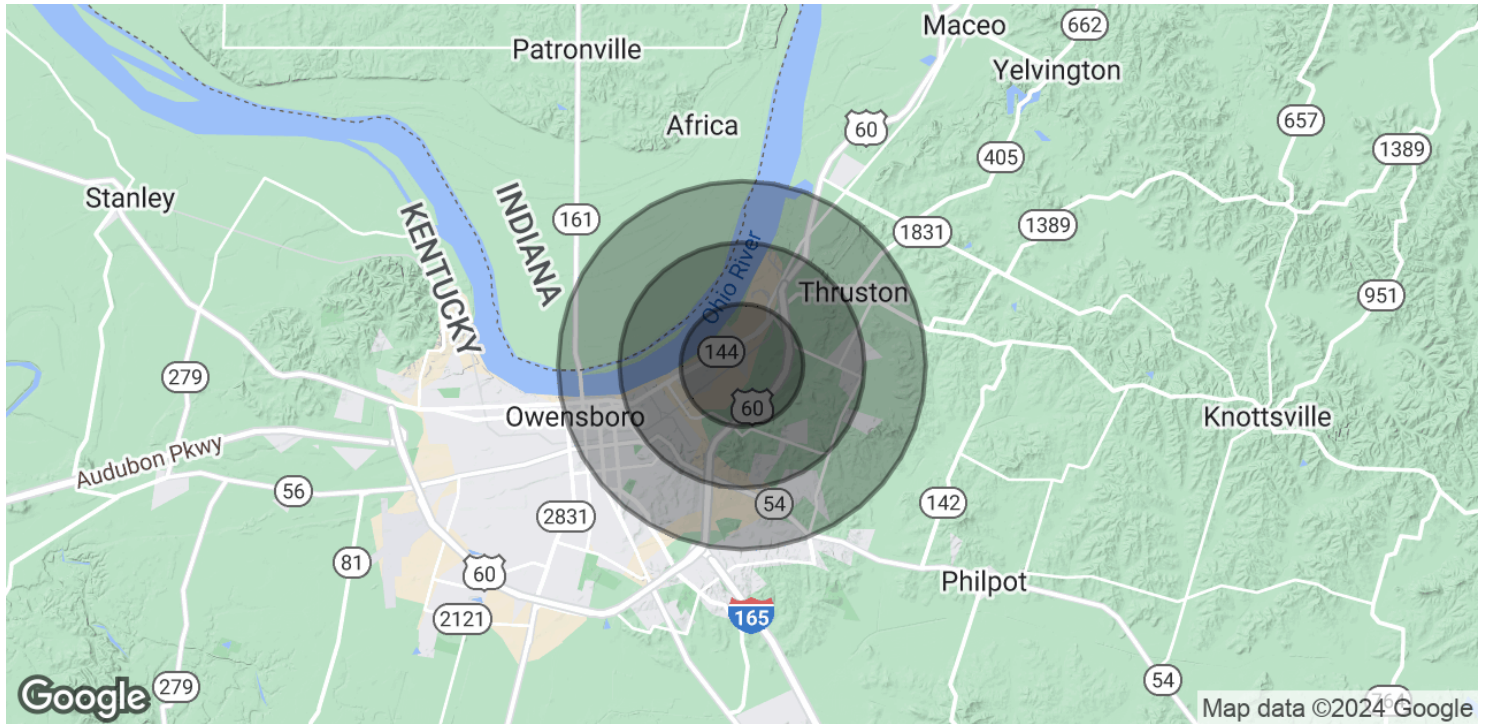 Maceo
662
Patronville
Yelvington
Africa
60
657
1389
405
Stanley
INDIANA
161
KENTUCKY
1831
1389
Ohio River
Thruston
951
144
279
60
Owensboro
Knottsville
Audubon Pkwy
56
54
142
2831
81
60
Philpot
2121
165
54
279
764
Google
Map data ©2024 Google